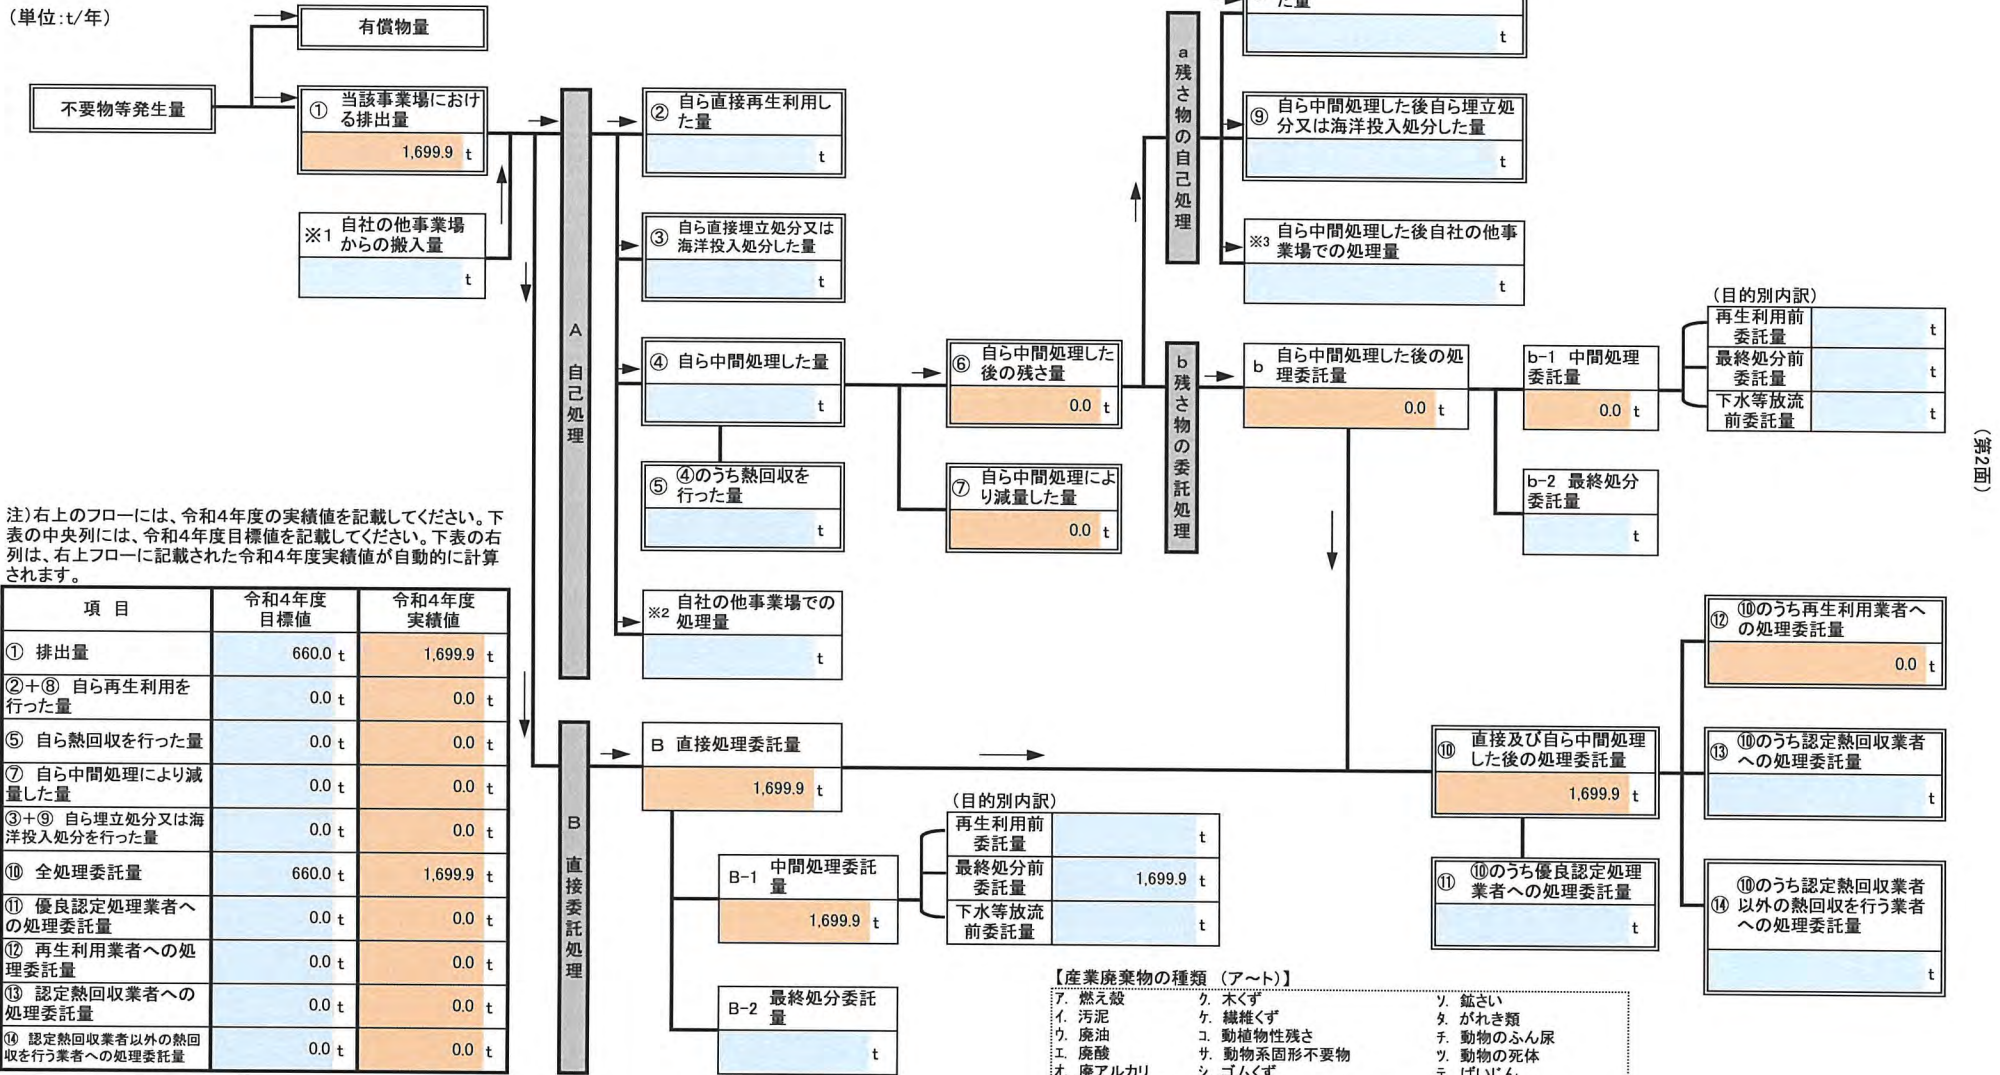 (単位:t/年)
有償物量
不要物等発生量
① 当該事業場におけ
る排出量
1,699.9 t
※1 自社の他事業場
からの搬入量
t
A 自己処理
② 自ら直接再生利用し
た量
t
③ 自ら直接埋立処分又は
海洋投入処分した量
t
④ 自ら中間処理した量
t
⑤ ④のうち熱回収を
行った量
t
※2 自社の他事業場での
処理量
t
⑥ 自ら中間処理した
後の残さ量
0.0 t
⑦ 自ら中間処理によ
り減量した量
0.0 t
a 残さ物の自己処理
た量
t
⑨ 自ら中間処理した後自ら埋立処
分又は海洋投入処分した量
t
※3 自ら中間処理した後自社の他事
業場での処理量
t
b 残さ物の委託処理
b 自ら中間処理した後の処
理委託量
0.0 t
b-1 中間処理
委託量
0.0 t
b-2 最終処分
委託量
t
(目的別内訳)
再生利用前
委託量
t
最終処分前
委託量
t
下水等放流
前委託量
t
(第2面)
注)右上のフローには、令和4年度の実績値を記載してください。下
表の中央列には、令和4年度目標値を記載してください。下表の右
列は、右上フローに記載された令和4年度実績値が自動的に計算
されます。
項 目 令和4年度 目標値 令和4年度 実績値
① 排出量 660.0 t 1,699.9 t
②+⑧ 自ら再生利用を
行った量 0.0 t 0.0 t
⑤ 自ら熱回収を行った量 0.0 t 0.0 t
⑦ 自ら中間処理により減
量した量 0.0 t 0.0 t
③+⑨ 自ら埋立処分又は海
洋投入処分を行った量 0.0 t 0.0 t
⑩ 全処理委託量 660.0 t 1,699.9 t
⑪ 優良認定処理業者へ
の処理委託量 0.0 t 0.0 t
⑫ 再生利用業者への処
理委託量 0.0 t 0.0 t
⑬ 認定熱回収業者への
処理委託量 0.0 t 0.0 t
⑭ 認定熱回収業者以外の熱回
収を行う業者への処理委託量 0.0 t 0.0 t
B 直接委託処理
B 直接処理委託量
1,699.9 t
B-1 中間処理委託
量
1,699.9 t
B-2 最終処分委託
量
t
(目的別内訳)
再生利用前
委託量
t
最終処分前
委託量
1,699.9 t
下水等放流
前委託量
t
⑩ 直接及び自ら中間処理
した後の処理委託量
1,699.9 t
⑪ ⑩のうち優良認定処理
業者への処理委託量
t
⑫ ⑩のうち再生利用業者へ
の処理委託量
0.0 t
⑬ ⑩のうち認定熱回収業者
への処理委託量
t
⑭ ⑩のうち認定熱回収業者
以外の熱回収を行う業者
への処理委託量
t
【産業廃棄物の種類 (ア~ト)】
ア. 燃え殻 ク. 木くず ソ. 鉱さい
イ. 汚泥 ケ. 繊維くず タ. がれき類
ウ. 廃油 コ. 動植物性残さ チ. 動物のふん尿
エ. 廃酸 サ. 動物系固形不要物 ツ. 動物の死体
オ. 廃アルカリ シ. ゴムくず テ. ばいじん